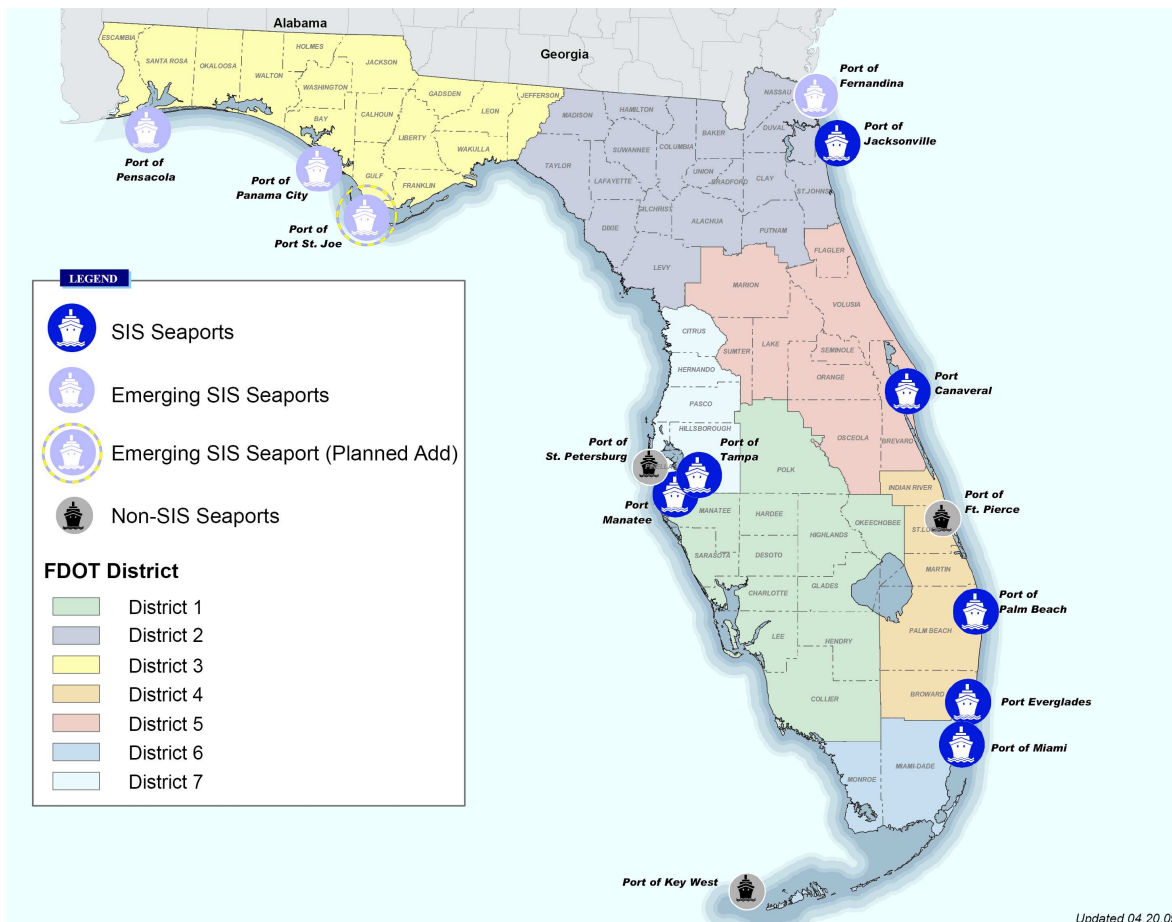 Alabama
Georgia
ESCAMBIA
SANTA ROSA
OKALOOSA
WALTON
HOLMES
WASHINGTON
JACKSON
BAY
CALHOUN
GULF
LIBERTY
GADSDEN
FRANKLIN
LEON
WAKULLA
JEFFERSON
MADISON
TAYLOR
HAMILTON
SUWANNEE
LAFAYETTE
DIXIE
COLUMBIA
GILCHRIST
LEVY
BAKER
UNION
BRADFORD
ALACHUA
NASSAU
DUVAL
CLAY
ST.JOHNS
PUTNAM
Port of
Fernandina
Port of
Jacksonville
Port of
Pensacola
Port of
Panama City
Port of
Port St. Joe
FLAGLER
MARION
VOLUSIA
CITRUS
SUMTER
LAKE
SEMINOLE
HERNANDO
ORANGE
PASCO
HILLSBOROUGH
OSCEOLA
BREVARD
Port
Canaveral
Port of
St. Petersburg
Port of
Tampa
Port
Manatee
POLK
INDIAN RIVER
Port of
Ft. Pierce
MANATEE
HARDEE
HIGHLANDS
OKEECHOBEE
SARASOTA
DESOTO
MARTIN
CHARLOTTE
GLADES
Port of
Palm Beach
LEE
HENDRY
PALM BEACH
COLLIER
BROWARD
Port Everglades
MONROE
MIAMI-DADE
Port of Miami
Port of Key West
LEGEND
SIS Seaports
Emerging SIS Seaports
Emerging SIS Seaport (Planned Add)
Non-SIS Seaports
FDOT District
District 1
District 2
District 3
District 4
District 5
District 6
District 7
Updated 04.20.0